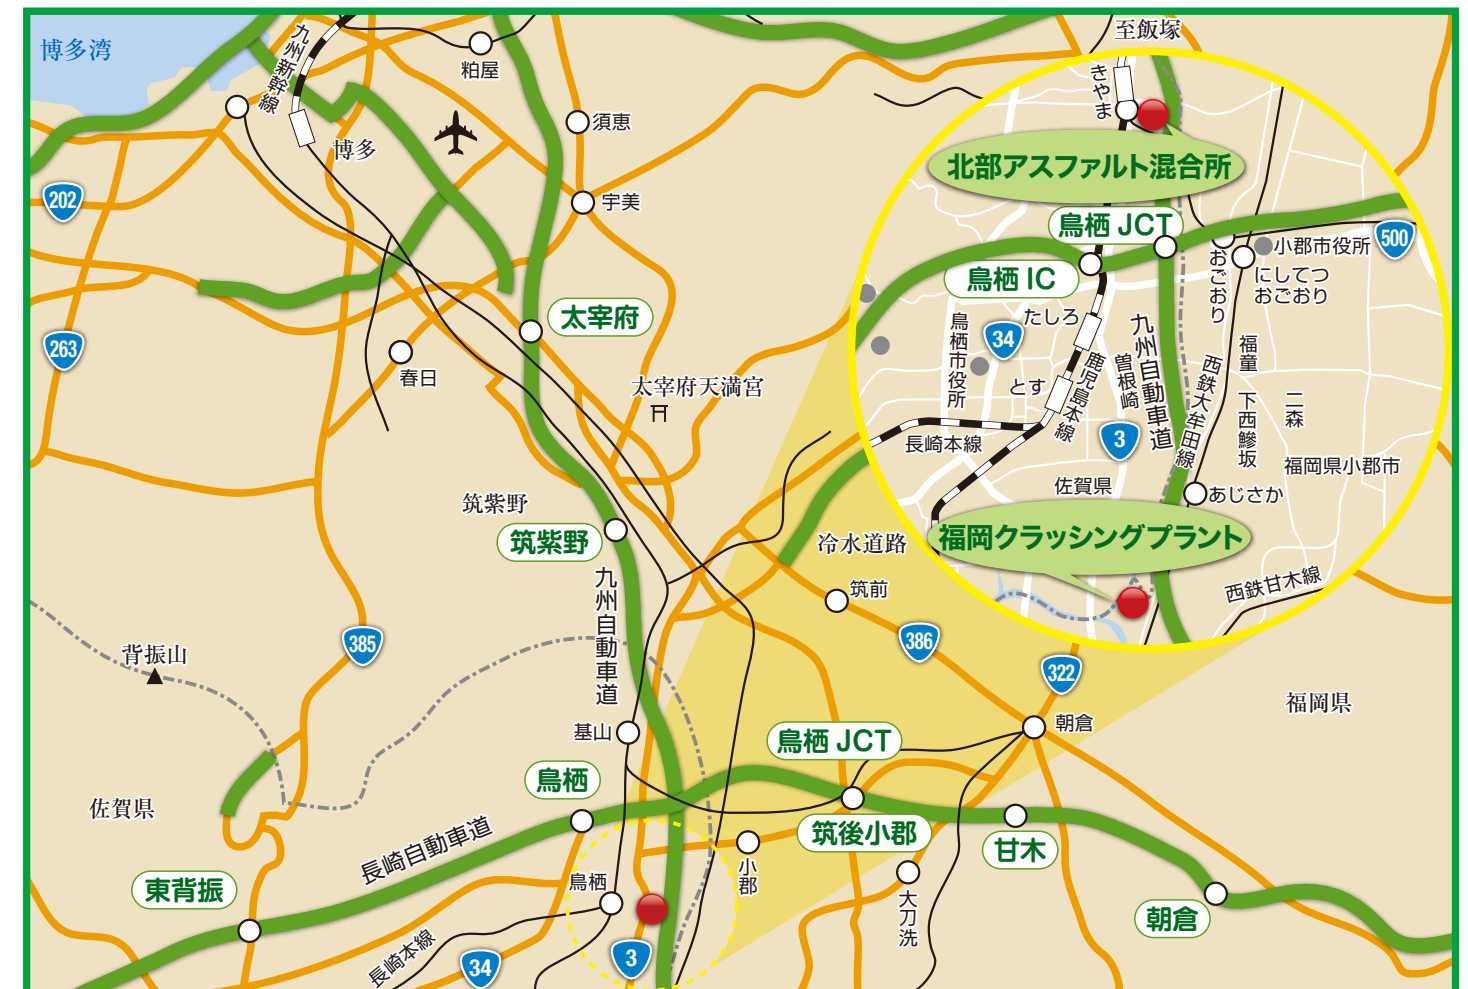 博多湾
九州新幹線
粕屋
至飯塚
須恵
博多
宇美
202
263
太宰府
春日
太宰府天満宮
筑紫野
筑紫野
九州自動車道
冷水道路
筑前
386
322
385
背振山
福岡県
基山
朝倉
鳥栖 JCT
鳥栖
佐賀県
長崎自動車道
筑後小郡
甘木
小郡
東背振
鳥栖
大刀洗
朝倉
長崎本線
34
3
きやま
北部アスファルト混合所
鳥栖 JCT
500
小郡市役所
おごおり
にしてつ
おごおり
鳥栖 IC
たしろ
34
鳥栖市役所
九州自動車道
曽根崎
福童
西鉄大牟田線
鹿児島本線
とす
下西鯵坂
二森
3
長崎本線
福岡県小郡市
佐賀県
あじさか
福岡クラッシングプラント
西鉄甘木線